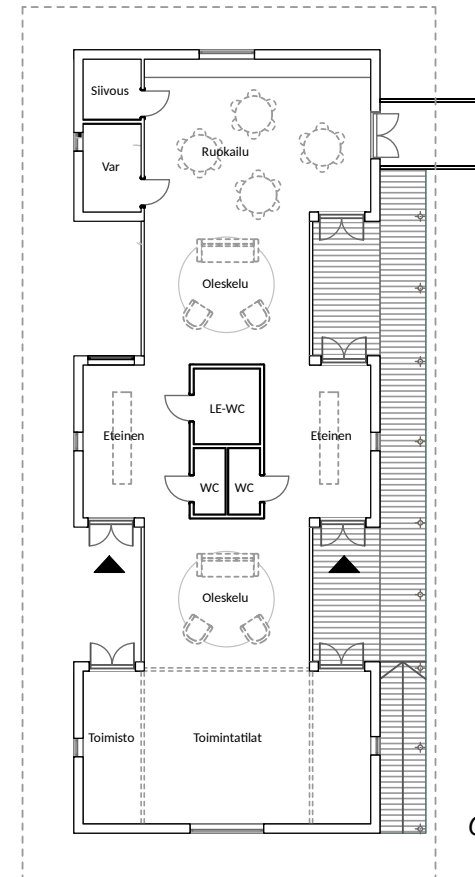 Siivous
Ruokailu
Var
Oleskelu
LE-WC
Eteinen
Eteinen
WC
WC
Oleskelu
Toimisto
Toimintatilat